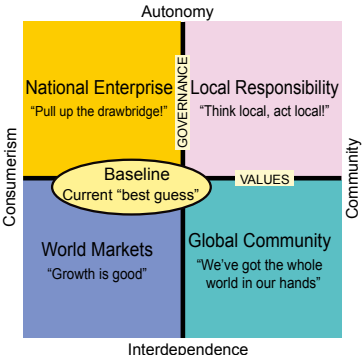 Autonomy
National Enterprise
“Pull up the drawbridge!”
GOVERNANCE
Local Responsibility
“Think local, act local!”
Consumerism
Baseline
Current “best guess”
VALUES
Community
World Markets
“Growth is good”
Global Community
“We’ve got the whole
world in our hands”
Interdependence